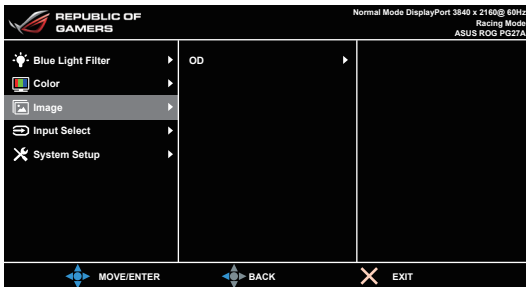 REPUBLIC OF
GAMERS
Normal Mode DisplayPort 3840 x 2160@ 60Hz
Racing Mode
ASUS ROG PG27A
Blue Light Filter
OD
Color
Image
Input Select
System Setup
MOVE/ENTER
BACK
EXIT